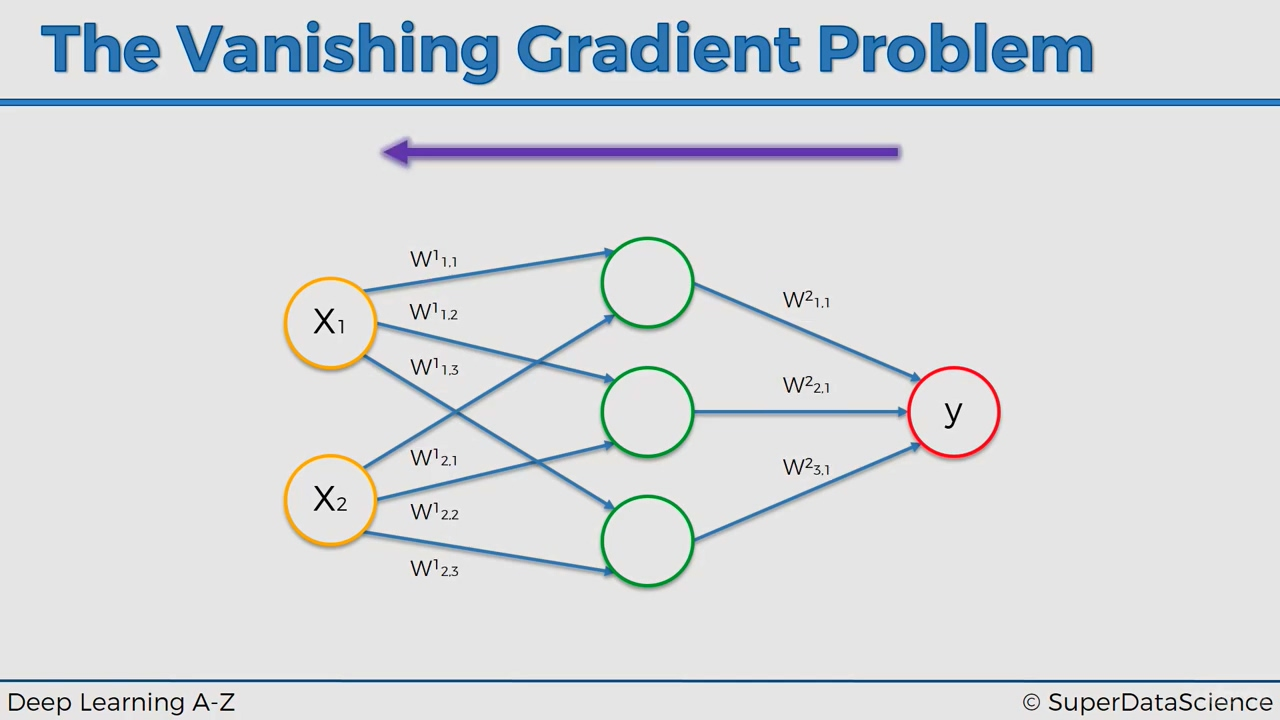 The Vanishing Gradient Problem
W¹1,1
W¹1,2
W¹1,3
X1
W²1,1
W²2,1
y
W²3,1
W¹2,1
X2
W¹2,2
W¹2,3
Deep Learning A-Z
© SuperDataScience